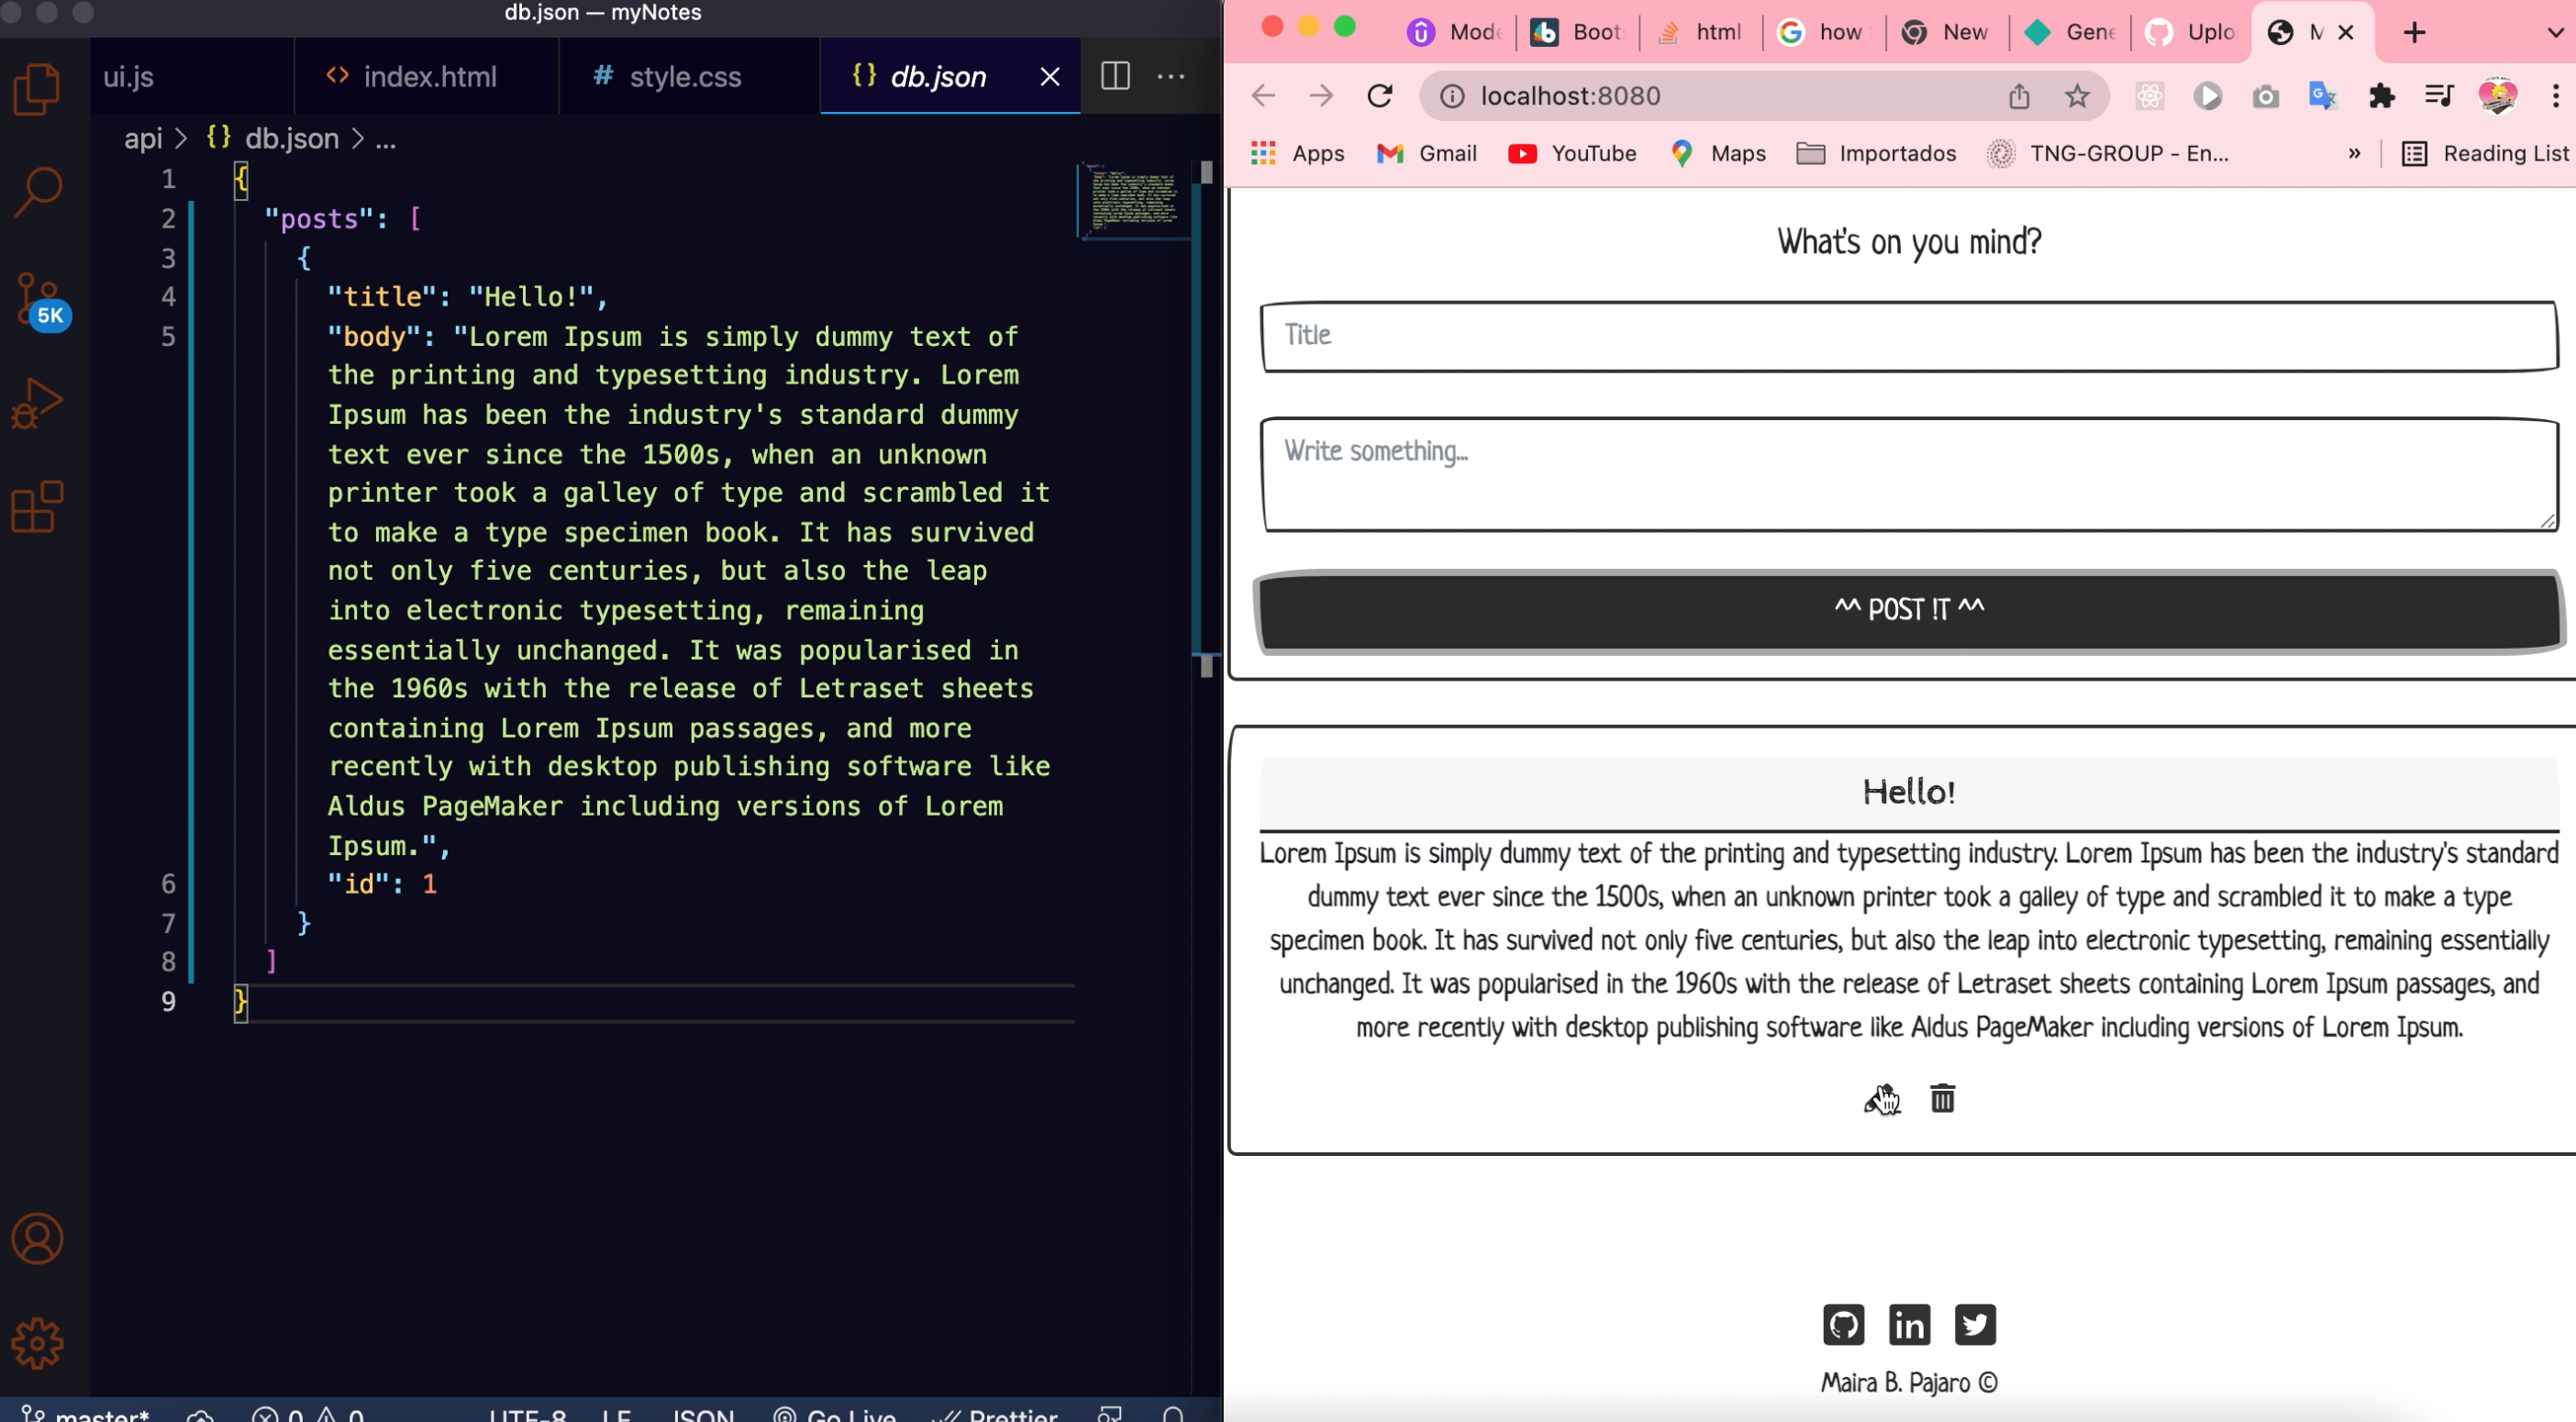 db.json — myNotes
ui.js
<> index.html
# style.css
{} db.json
api > {} db.json > ...
5K
1 {
2 "posts": [
3 {
4 "title": "Hello!",
5 "body": "Lorem Ipsum is simply dummy text of
the printing and typesetting industry. Lorem
Ipsum has been the industry's standard dummy
text ever since the 1500s, when an unknown
printer took a galley of type and scrambled it
to make a type specimen book. It has survived
not only five centuries, but also the leap
into electronic typesetting, remaining
essentially unchanged. It was popularised in
the 1960s with the release of Letraset sheets
containing Lorem Ipsum passages, and more
recently with desktop publishing software like
Aldus PageMaker including versions of Lorem
Ipsum.",
6 "id": 1
7 }
8 ]
9 }
master* 0 0 UTF-8 LF JSON Go Live Prettier
Mode Boot html how New Gene Uplo M
localhost:8080
Apps Gmail YouTube Maps Importados TNG-GROUP - En... » Reading List
What's on you mind?
Title
Write something...
^^ POST !T ^^
Hello!
Lorem Ipsum is simply dummy text of the printing and typesetting industry. Lorem Ipsum has been the industry's standard
dummy text ever since the 1500s, when an unknown printer took a galley of type and scrambled it to make a type
specimen book. It has survived not only five centuries, but also the leap into electronic typesetting, remaining essentially
unchanged. It was popularised in the 1960s with the release of Letraset sheets containing Lorem Ipsum passages, and
more recently with desktop publishing software like Aldus PageMaker including versions of Lorem Ipsum.
in
Maira B. Pajaro ©